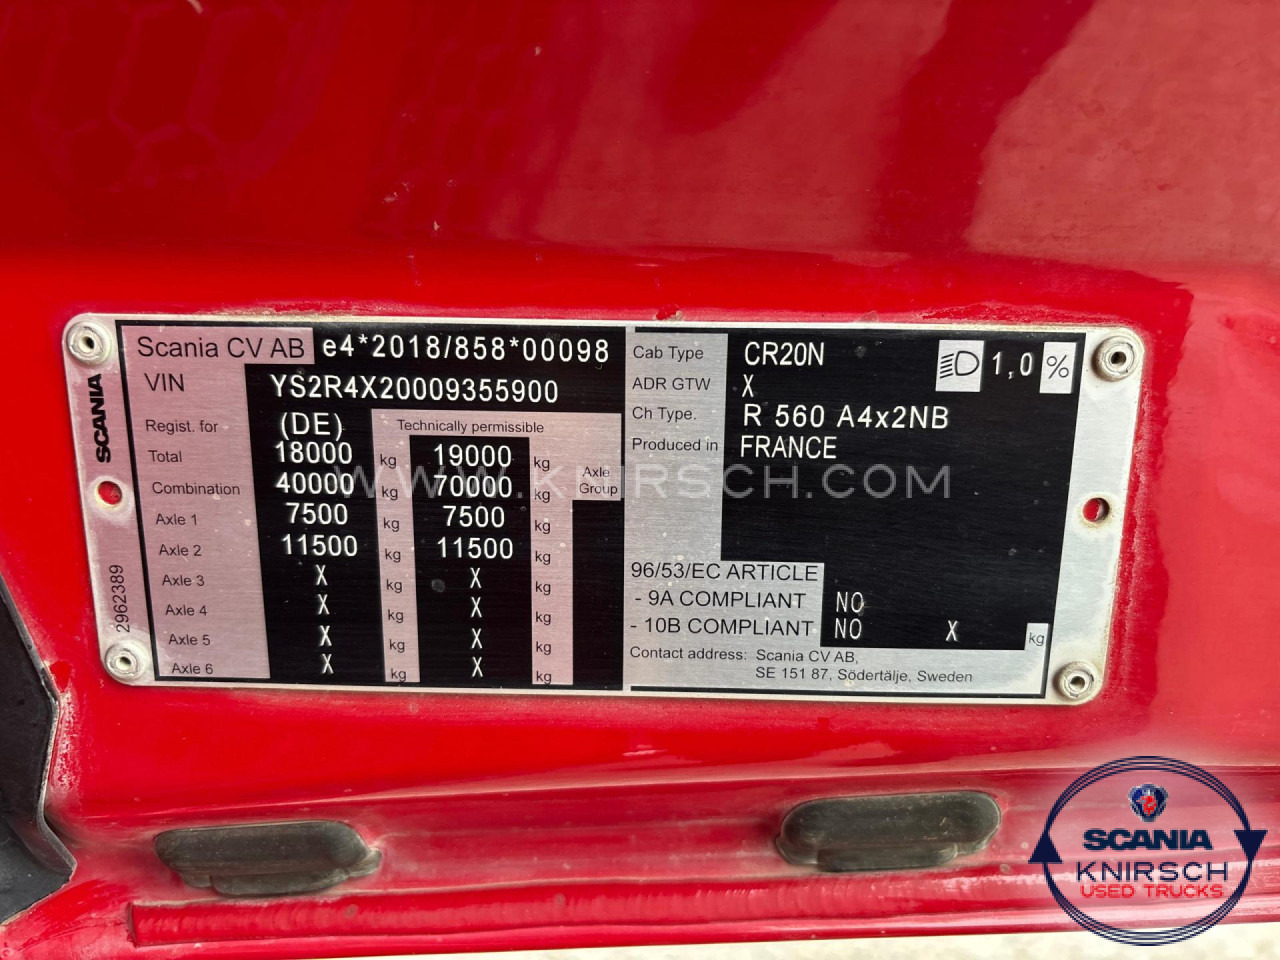 Scania CV AB e4*2018/858*00098
VIN YS2R4X20009355900
Regist. for (DE) Technically permissible
Total 18000 kg 19000 kg
Combination 40000 kg 70000 kg Axle Group
Axle 1 7500 kg 7500 kg
Axle 2 11500 kg 11500 kg
Axle 3 X kg X kg
Axle 4 X kg X kg
Axle 5 X kg X kg
Axle 6 X kg X kg
SCANIA
2962389
Cab Type CR20N 1,0 %
ADR GTW X
Ch Type. R 560 A4x2NB
Produced in FRANCE
96/53/EC ARTICLE
- 9A COMPLIANT NO
- 10B COMPLIANT NO X kg
Contact address: Scania CV AB,
SE 151 87, Södertälje, Sweden
WWW.KNIRSCH.COM
SCANIA
KNIRSCH
USED TRUCKS